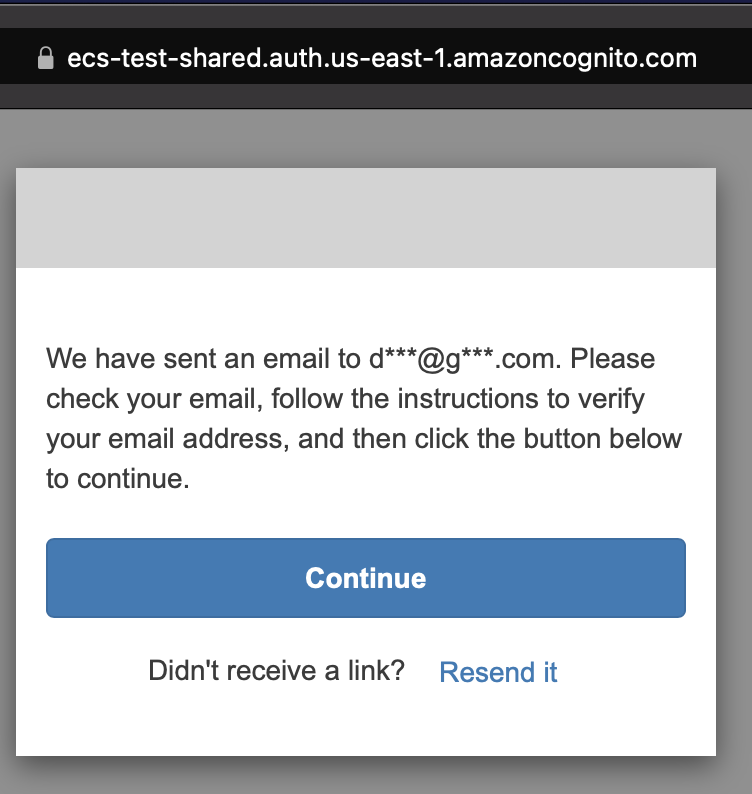 ecs-test-shared.auth.us-east-1.amazoncognito.com
We have sent an email to d***@g***.com. Please
check your email, follow the instructions to verify
your email address, and then click the button below
to continue.
Continue
Didn't receive a link? Resend it